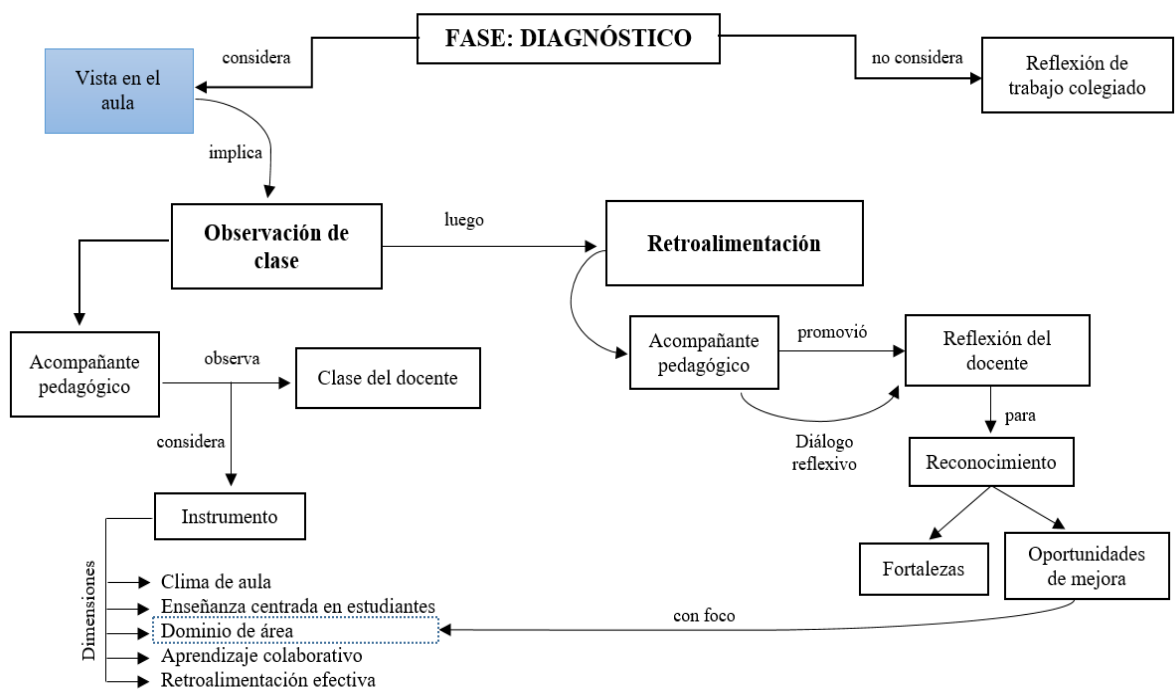 FASE: DIAGNÓSTICO
considera
no considera
Vista en el
aula
Reflexión de
trabajo colegiado
implica
Observación de
clase
luego
Retroalimentación
Acompañante
pedagógico
observa
Clase del docente
considera
Instrumento
Dimensiones
Clima de aula
Enseñanza centrada en estudiantes
Dominio de área
Aprendizaje colaborativo
Retroalimentación efectiva
Acompañante
pedagógico
promovió
Reflexión del
docente
Diálogo
reflexivo
para
Reconocimiento
Fortalezas
Oportunidades
de mejora
con foco